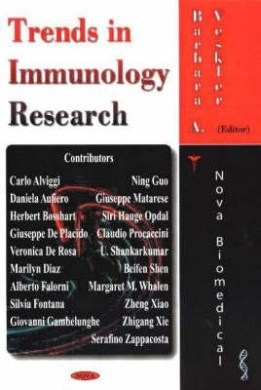 Trends in
Immunology
Research
Barbara A. Veskler
(Editor)
Contributors
Carlo Alviggi
Daniela Aufiero
Herbert Bosshart
Giuseppe De Placido
Veronica De Rosa
Marilyn Diaz
Alberto Falorni
Silvia Fontana
Giovanni Gambelunghe
Ning Guo
Giuseppe Matarese
Siri Hauge Opdal
Claudio Procaccini
U. Shankarkumar
Beifen Shen
Margaret M. Whalen
Zheng Xiao
Zhigang Xie
Serafino Zappacosta
Nova Biomedical
NOVA